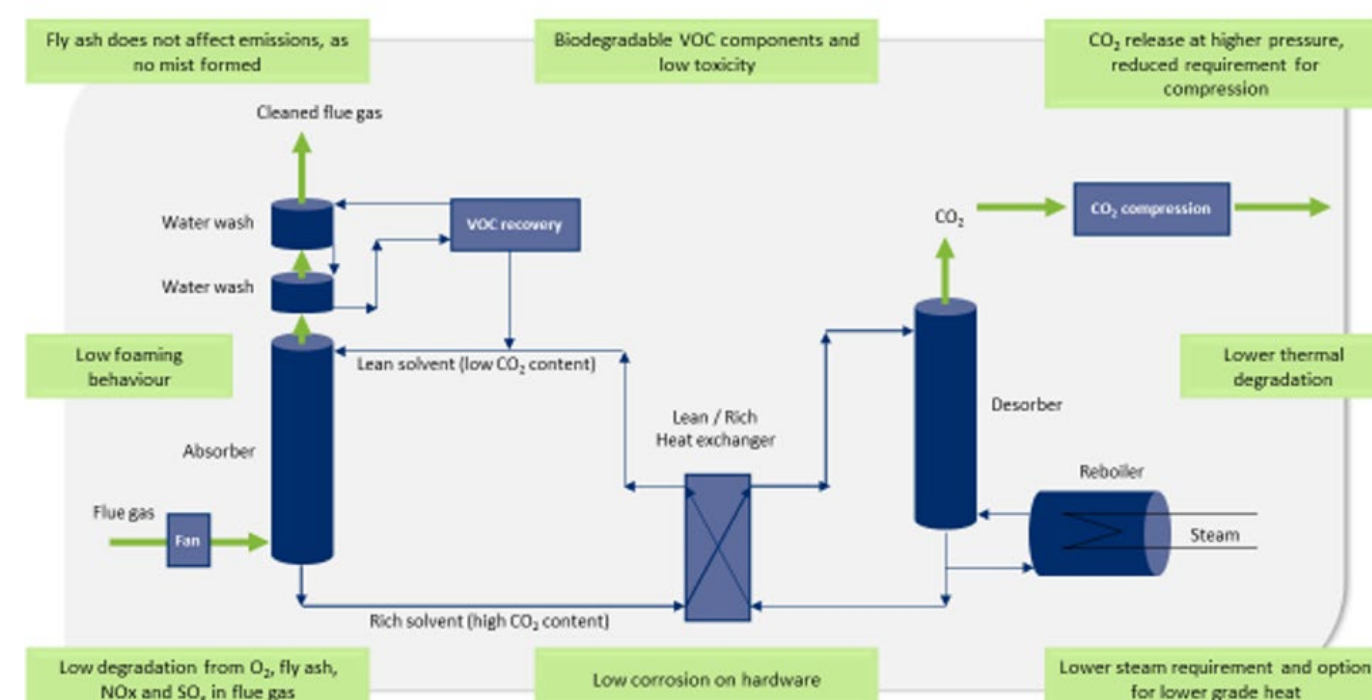 Fly ash does not affect emissions, as
no mist formed
Biodegradable VOC components and
low toxicity
CO₂ release at higher pressure,
reduced requirement for
compression
Cleaned flue gas
Water wash
VOC recovery
CO₂
CO₂ compression
Water wash
Low foaming
behaviour
Lean solvent (low CO₂ content)
Lower thermal
degradation
Lean / Rich
Heat exchanger
Desorber
Absorber
Reboiler
Flue gas
Fan
Steam
Rich solvent (high CO₂ content)
Low degradation from O₂, fly ash,
NOx and SOₓ in flue gas
Low corrosion on hardware
Lower steam requirement and option
for lower grade heat